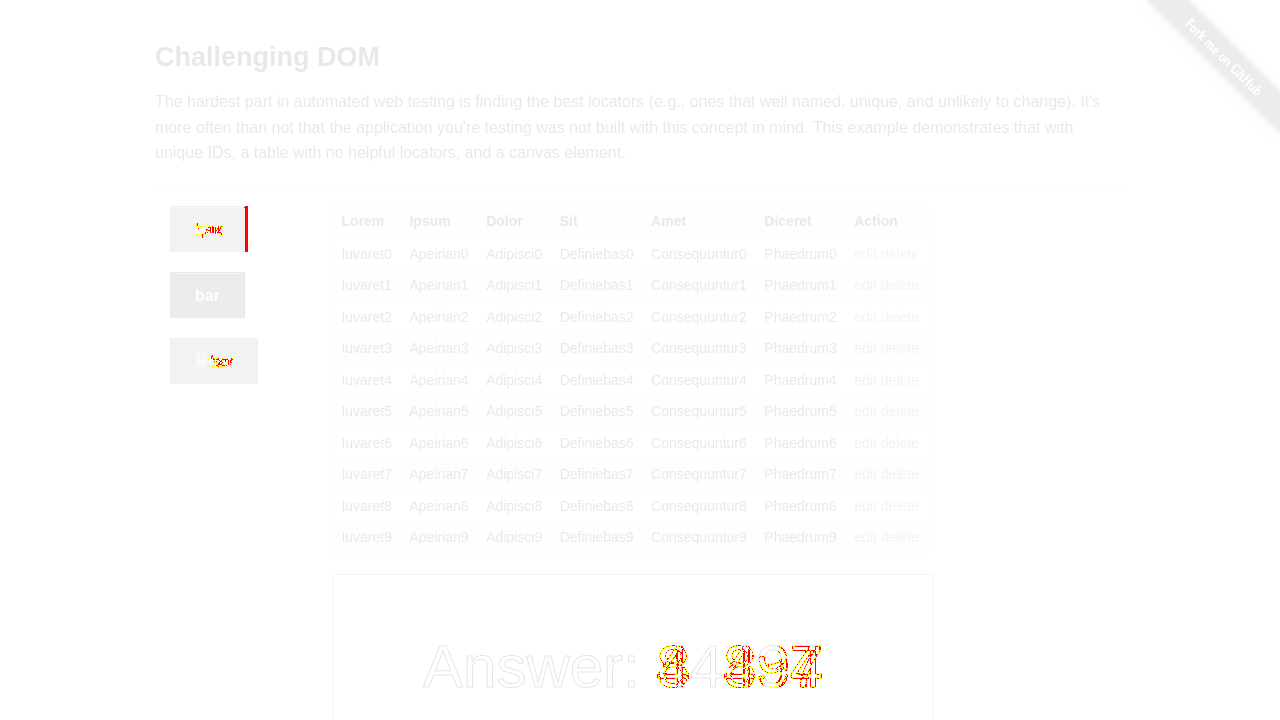 Fork me on GitHub
Challenging DOM
The hardest part in automated web testing is finding the best locators (e.g., ones that well named, unique, and unlikely to change). It's
more often than not that the application you're testing was not built with this concept in mind. This example demonstrates that with
unique IDs, a table with no helpful locators, and a canvas element.
bar
Lorem Ipsum Dolor Sit Amet Diceret Action
Iuvaret0 Apeirian0 Adipisci0 Definiebas0 Consequuntur0 Phaedrum0 edit delete
Iuvaret1 Apeirian1 Adipisci1 Definiebas1 Consequuntur1 Phaedrum1 edit delete
Iuvaret2 Apeirian2 Adipisci2 Definiebas2 Consequuntur2 Phaedrum2 edit delete
Iuvaret3 Apeirian3 Adipisci3 Definiebas3 Consequuntur3 Phaedrum3 edit delete
Iuvaret4 Apeirian4 Adipisci4 Definiebas4 Consequuntur4 Phaedrum4 edit delete
Iuvaret5 Apeirian5 Adipisci5 Definiebas5 Consequuntur5 Phaedrum5 edit delete
Iuvaret6 Apeirian6 Adipisci6 Definiebas6 Consequuntur6 Phaedrum6 edit delete
Iuvaret7 Apeirian7 Adipisci7 Definiebas7 Consequuntur7 Phaedrum7 edit delete
Iuvaret8 Apeirian8 Adipisci8 Definiebas8 Consequuntur8 Phaedrum8 edit delete
Iuvaret9 Apeirian9 Adipisci9 Definiebas9 Consequuntur9 Phaedrum9 edit delete
Answer: